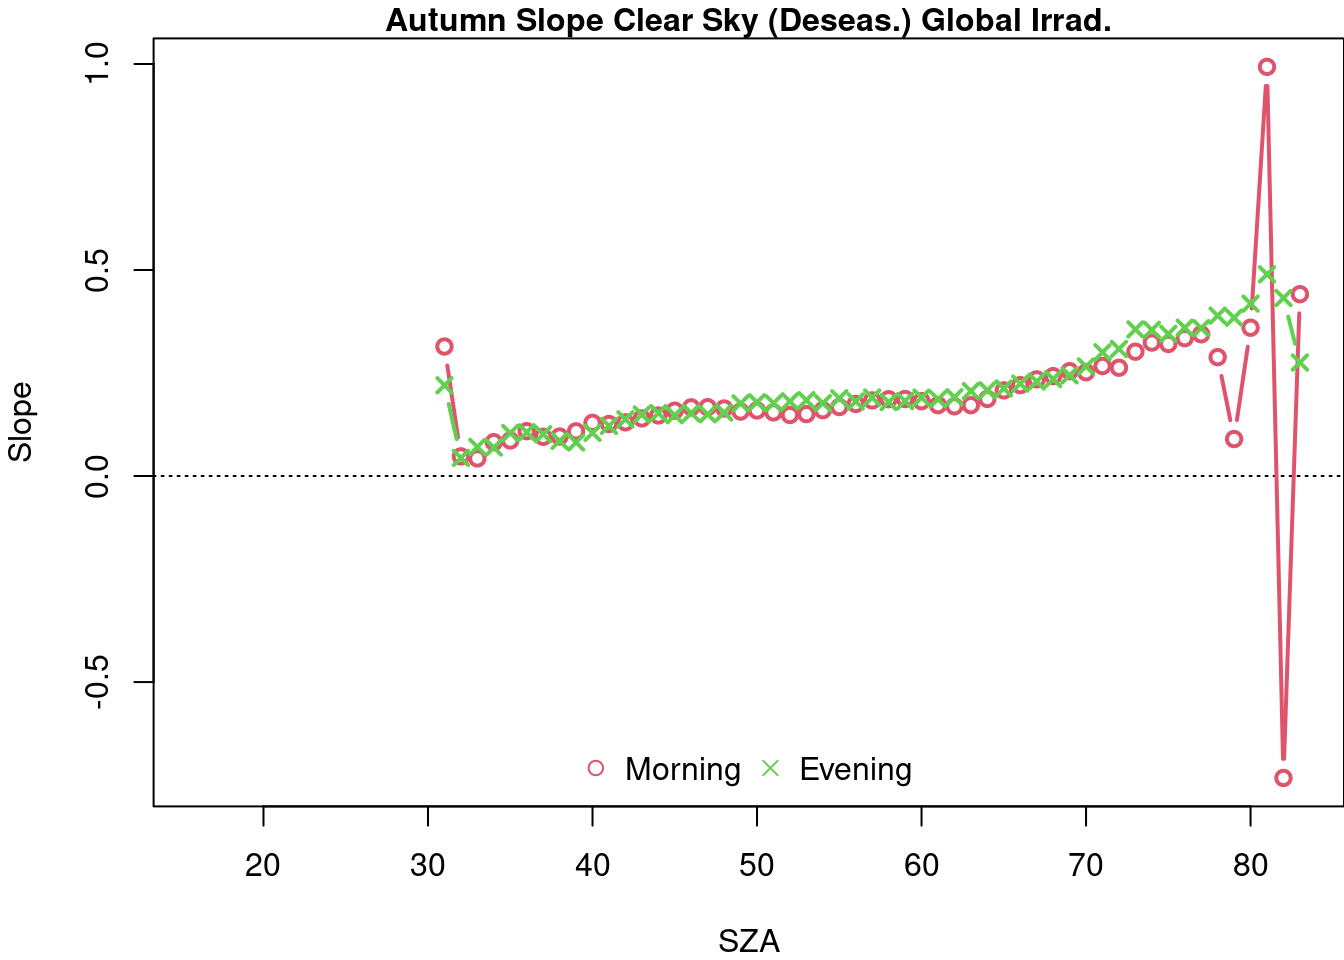 Autumn Slope Clear Sky (Deseas.) Global Irrad.
1.0
0.5
0.0
-0.5
Slope
Morning Evening
20 30 40 50 60 70 80
SZA